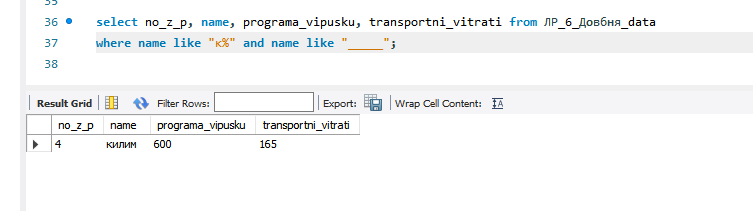 35
36 select no_z_p, name, programa_vipusku, transportni_vitrati from ЛР_6_Довбня_data
37 where name like "к%" and name like "_____";
38
Result Grid Filter Rows: Export: Wrap Cell Content:
no_z_p name programa_vipusku transportni_vitrati
4 килим 600 165